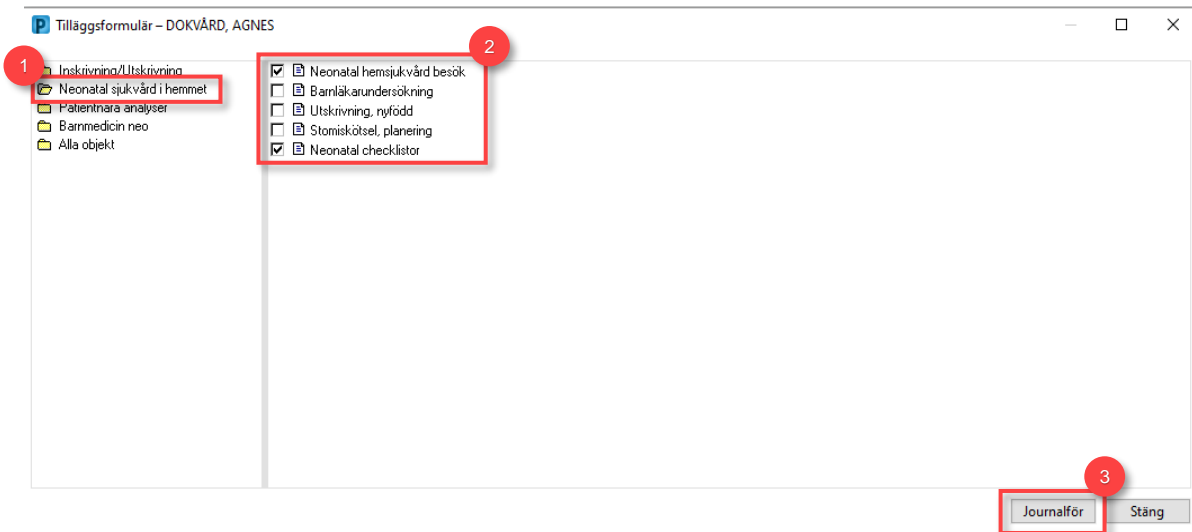 P Tilläggsformulär – DOKVÅRD, AGNES
2
1
Inskrivning/Utskrivning
Neonatal sjukvård i hemmet
Patientnära analyser
Barnmedicin neo
Alla objekt
Neonatal hemsjukvård besök
Barnläkarundersökning
Utskrivning, nyfödd
Stomiskötsel, planering
Neonatal checklistor
3
Journalför
Stäng